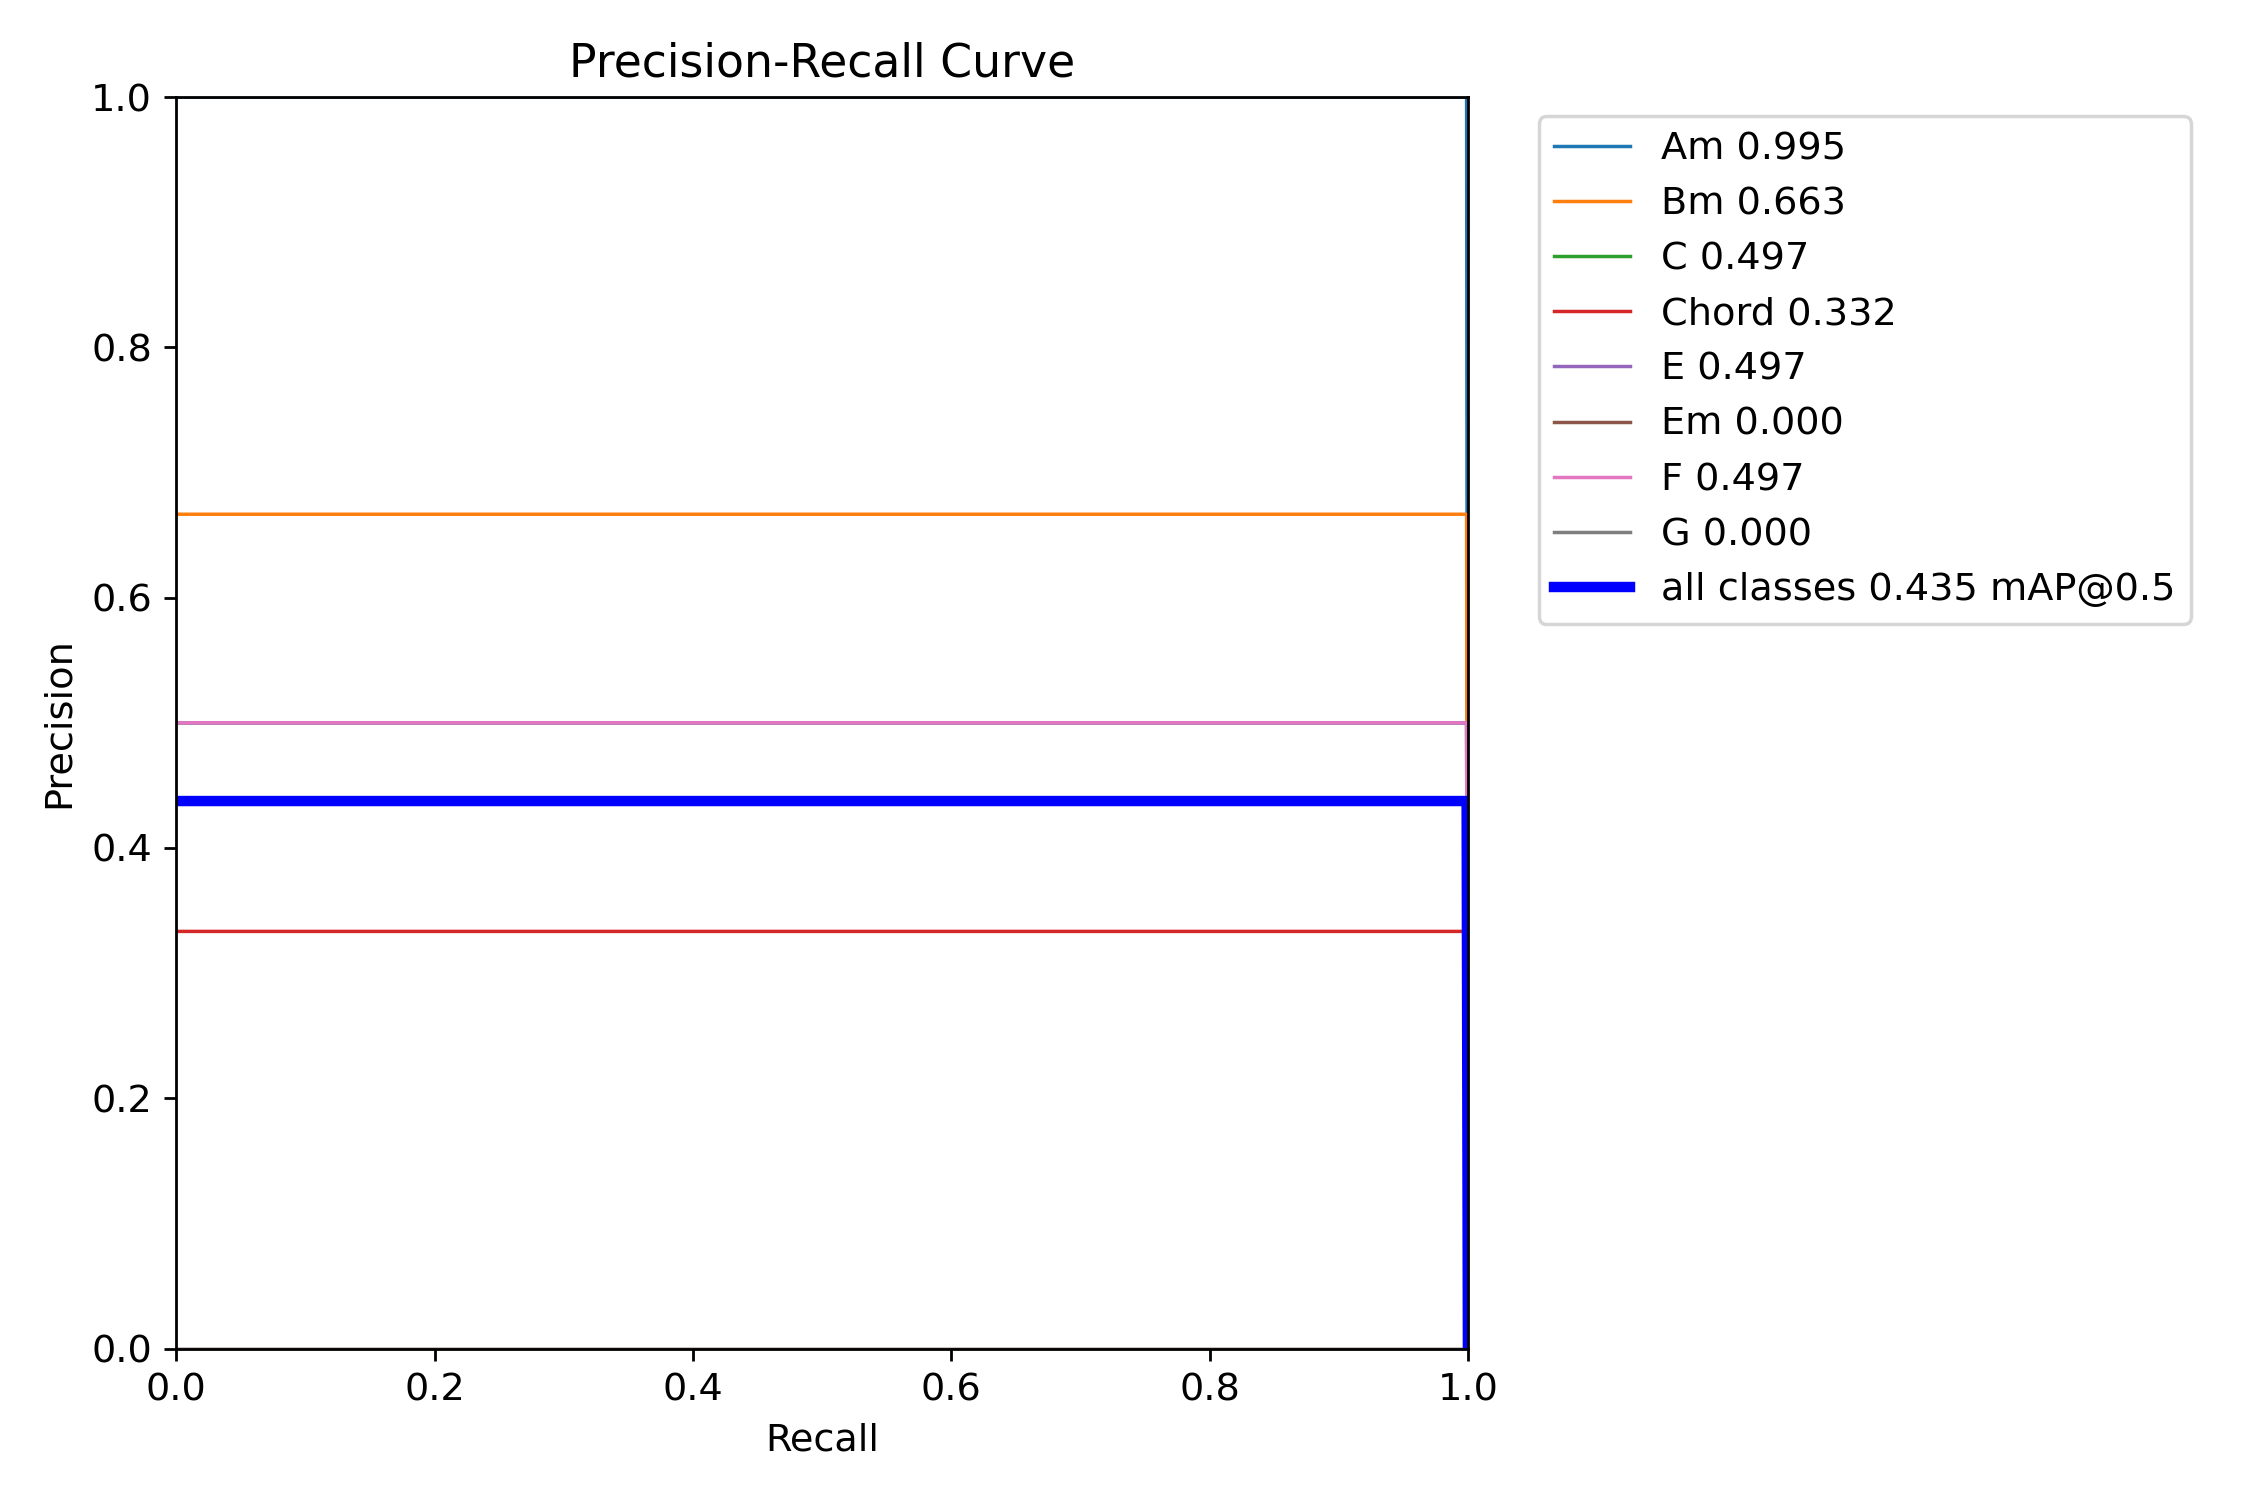 Precision-Recall Curve
1.0
0.8
0.6
0.4
0.2
0.0
Precision
0.0 0.2 0.4 0.6 0.8 1.0
Recall
Am 0.995
Bm 0.663
C 0.497
Chord 0.332
E 0.497
Em 0.000
F 0.497
G 0.000
all classes 0.435 mAP@0.5